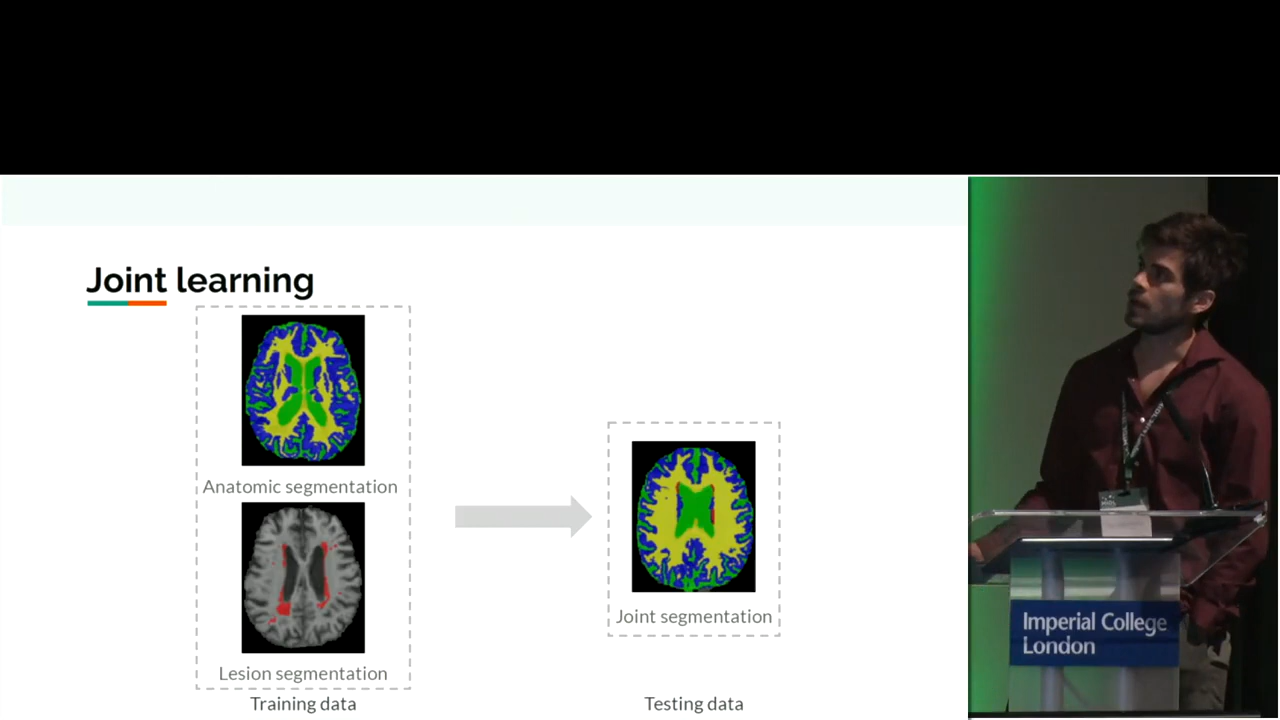 Joint learning
Anatomic segmentation
Lesion segmentation
Training data
Joint segmentation
Testing data
Imperial College
London